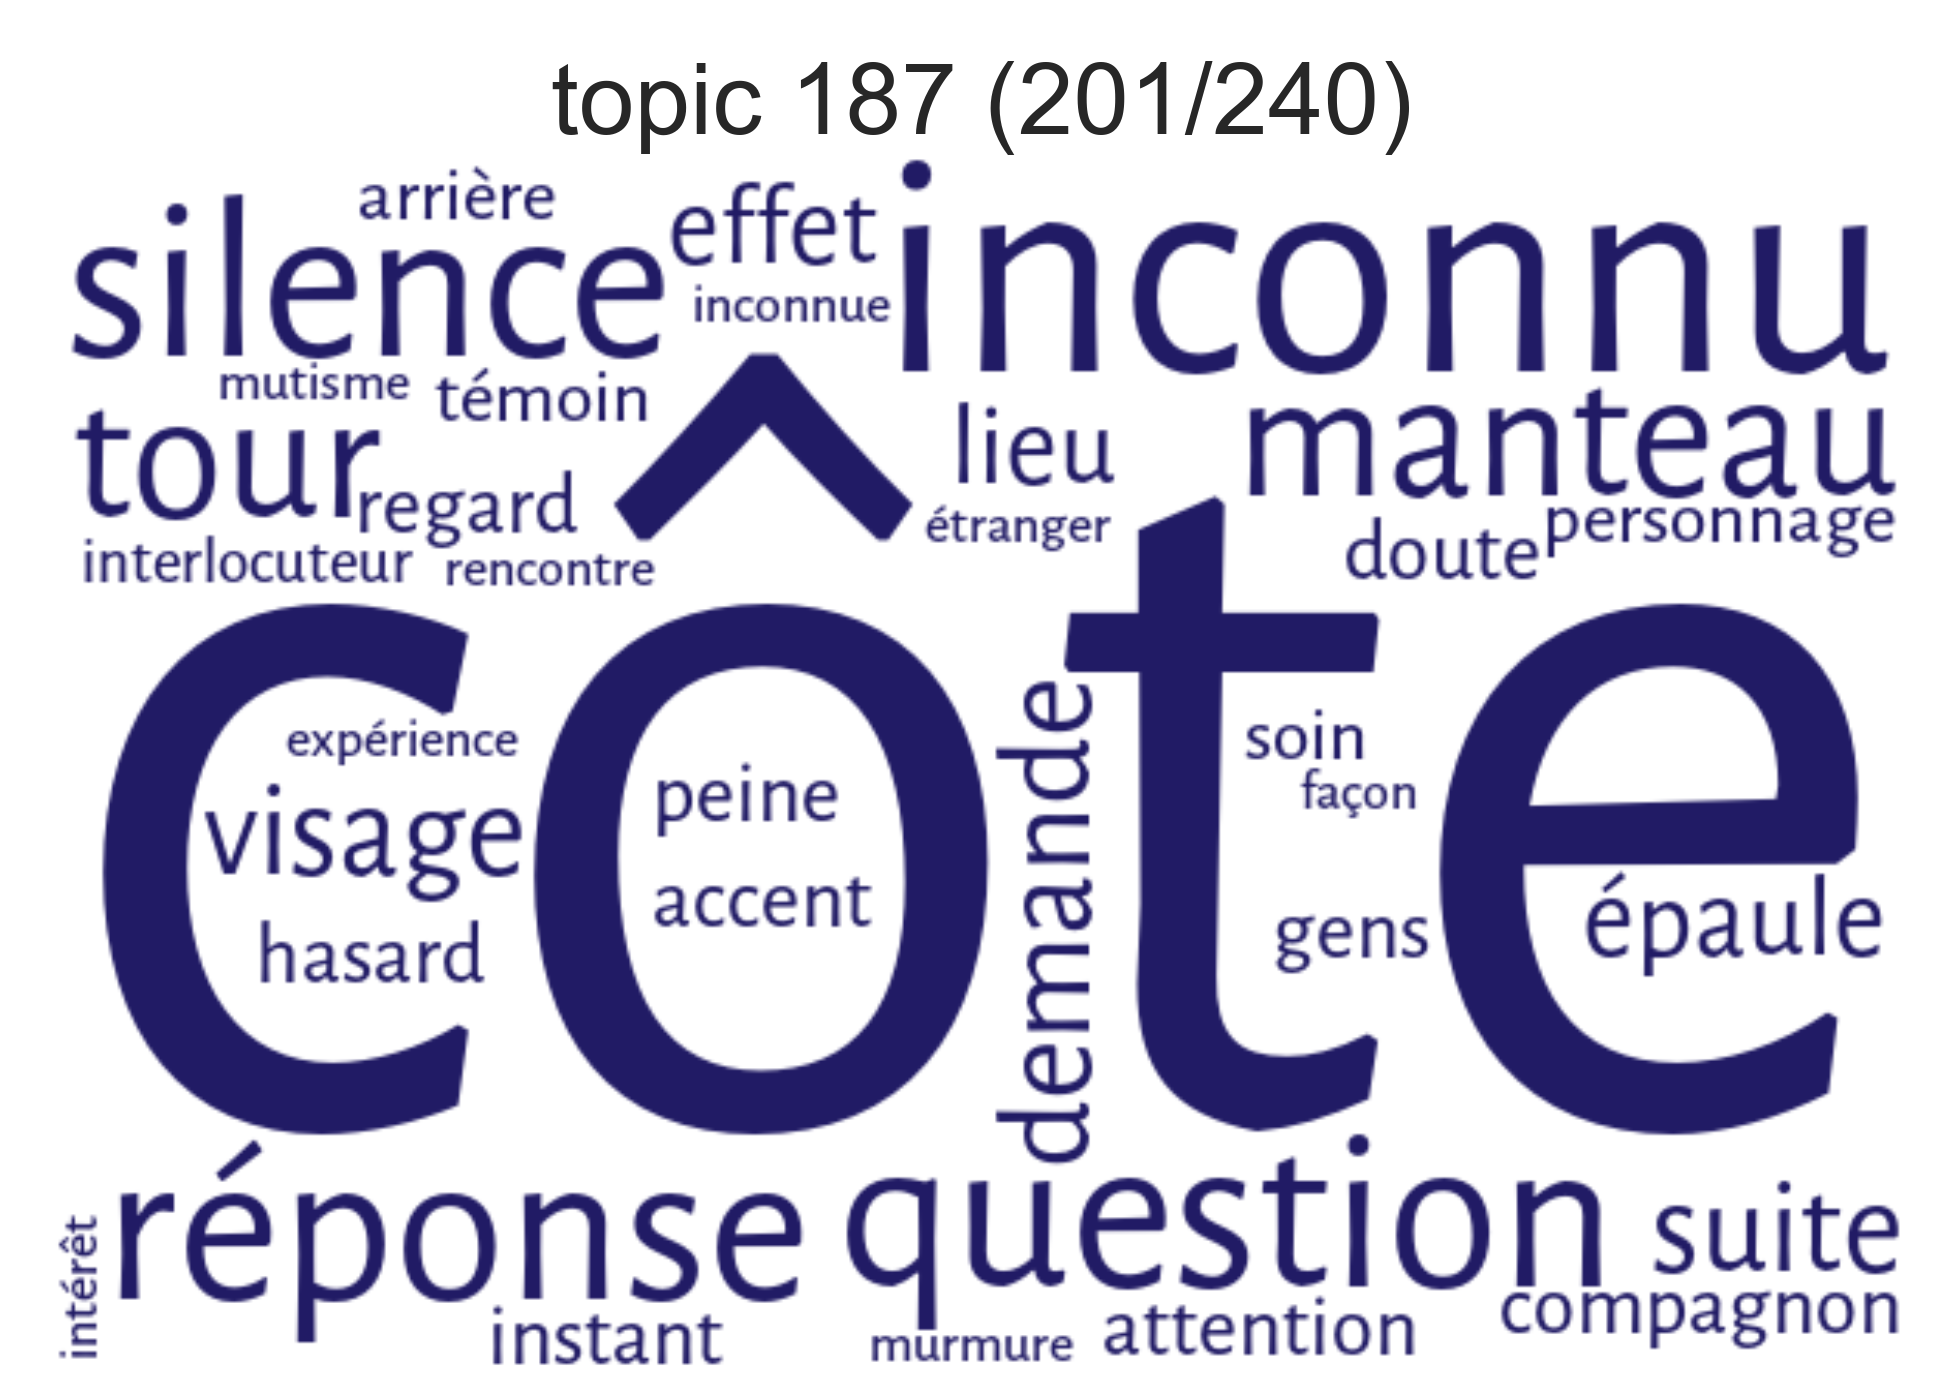 topic 187 (201/240)
arrière
effet
inconnu
silence
inconnue
mutisme
témoin
tour
lieu
manteau
regard
étranger
personnage
interlocuteur
rencontre
doute
côte
expérience
soin
façon
peine
visage
demande
accent
épaule
hasard
gens
réponse
question
suite
intérêt
instant
murmure
attention
compagnon